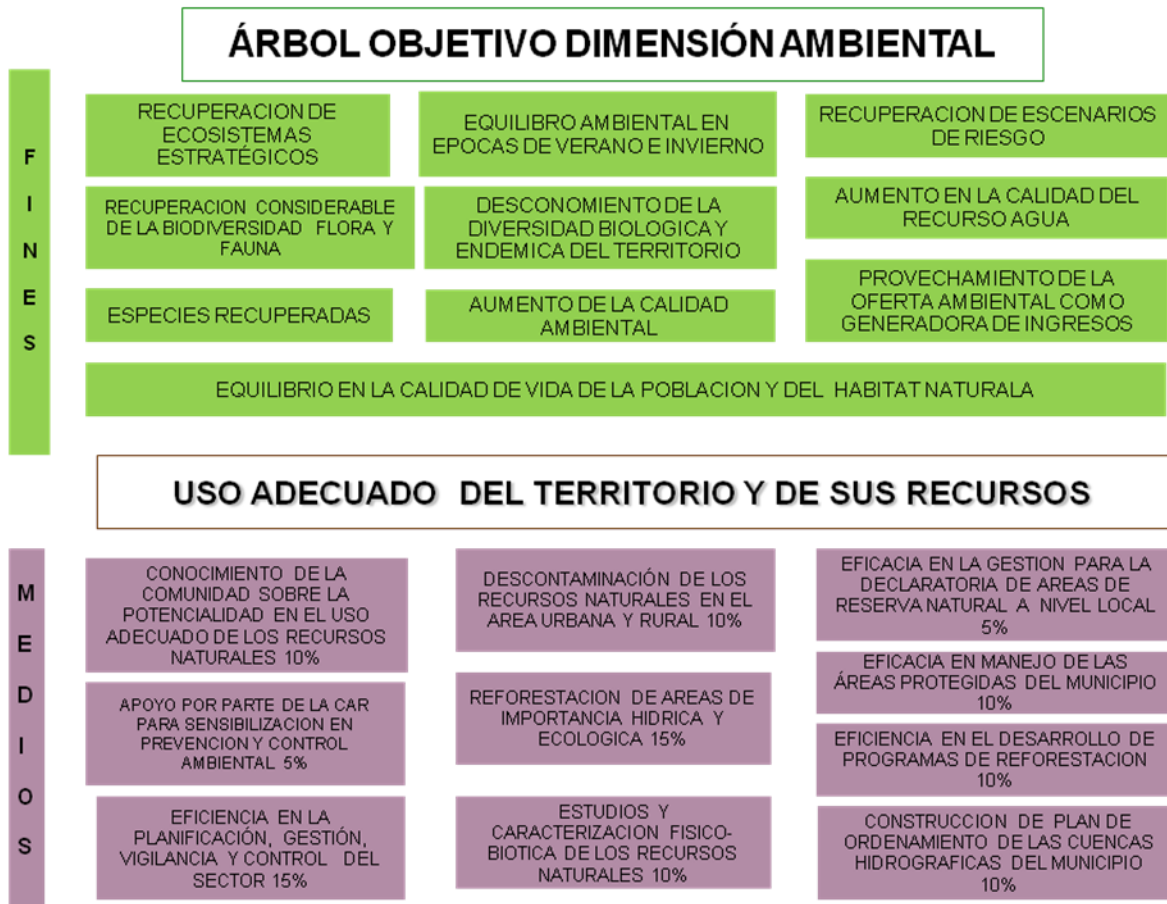 ÁRBOL OBJETIVO DIMENSIÓN AMBIENTAL
F
I
N
E
S
RECUPERACION DE
ECOSISTEMAS
ESTRATÉGICOS
EQUILIBRO AMBIENTAL EN
EPOCAS DE VERANO E INVIERNO
RECUPERACION DE ESCENARIOS
DE RIESGO
RECUPERACION CONSIDERABLE
DE LA BIODIVERSIDAD FLORA Y
FAUNA
DESCONOMIENTO DE LA
DIVERSIDAD BIOLOGICA Y
ENDEMICA DEL TERRITORIO
AUMENTO EN LA CALIDAD DEL
RECURSO AGUA
ESPECIES RECUPERADAS
AUMENTO DE LA CALIDAD
AMBIENTAL
PROVECHAMIENTO DE LA
OFERTA AMBIENTAL COMO
GENERADORA DE INGRESOS
EQUILIBRIO EN LA CALIDAD DE VIDA DE LA POBLACION Y DEL HABITAT NATURALA
USO ADECUADO DEL TERRITORIO Y DE SUS RECURSOS
M
E
D
I
O
S
CONOCIMIENTO DE LA
COMUNIDAD SOBRE LA
POTENCIALIDAD EN EL USO
ADECUADO DE LOS RECURSOS
NATURALES 10%
DESCONTAMINACIÓN DE LOS
RECURSOS NATURALES EN EL
AREA URBANA Y RURAL 10%
EFICACIA EN LA GESTION PARA LA
DECLARATORIA DE AREAS DE
RESERVA NATURAL A NIVEL LOCAL
5%
EFICACIA EN MANEJO DE LAS
ÁREAS PROTEGIDAS DEL MUNICIPIO
10%
APOYO POR PARTE DE LA CAR
PARA SENSIBILIZACION EN
PREVENCION Y CONTROL
AMBIENTAL 5%
REFORESTACION DE AREAS DE
IMPORTANCIA HIDRICA Y
ECOLOGICA 15%
EFICIENCIA EN EL DESARROLLO DE
PROGRAMAS DE REFORESTACION
10%
EFICIENCIA EN LA
PLANIFICACIÓN, GESTIÓN,
VIGILANCIA Y CONTROL DEL
SECTOR 15%
ESTUDIOS Y
CARACTERIZACION FISICO-
BIOTICA DE LOS RECURSOS
NATURALES 10%
CONSTRUCCION DE PLAN DE
ORDENAMIENTO DE LAS CUENCAS
HIDROGRAFICAS DEL MUNICIPIO
10%